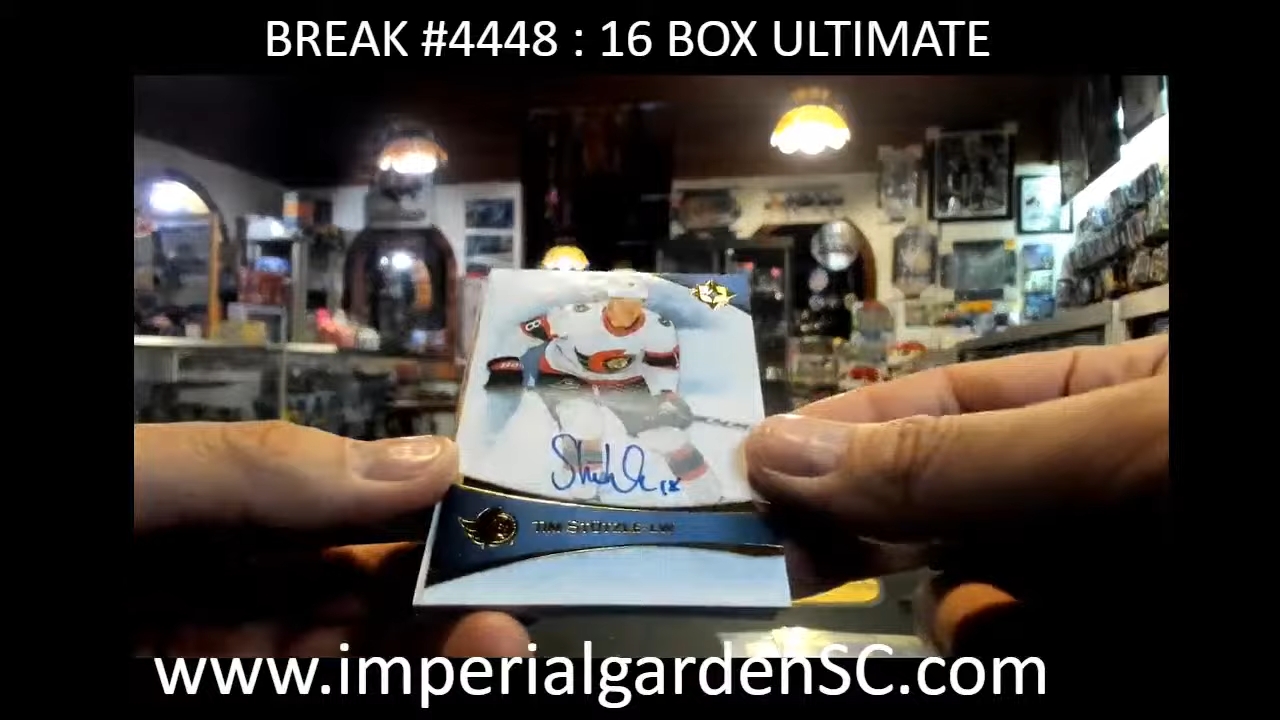 BREAK #4448 : 16 BOX ULTIMATE
TIM STÜTZLE-LW
www.imperialgardenSC.com